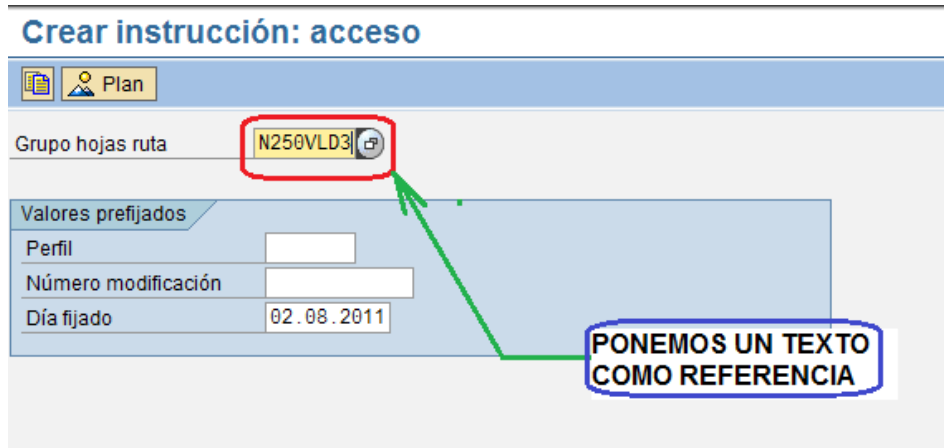 Crear instrucción: acceso
Plan
Grupo hojas ruta N250VLD3
Valores prefijados
Perfil
Número modificación
Día fijado 02.08.2011
PONEMOS UN TEXTO
COMO REFERENCIA